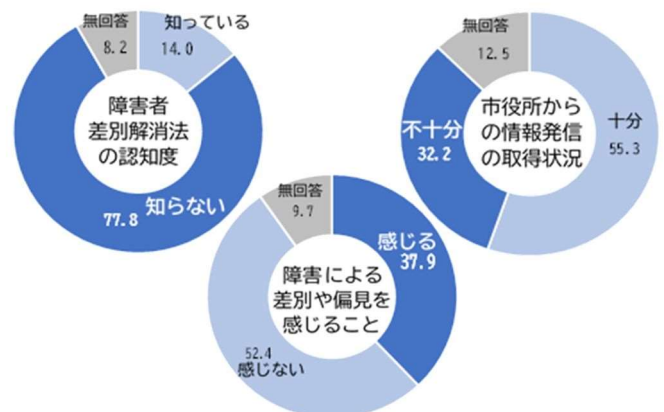 無回答
8.2
知っている
14.0
障害者
差別解消法
の認知度
77.8
知らない
無回答
12.5
不十分
32.2
市役所から
の情報発信
の取得状況
十分
55.3
無回答
9.7
感じる
37.9
障害による
差別や偏見を
感じること
52.4
感じない